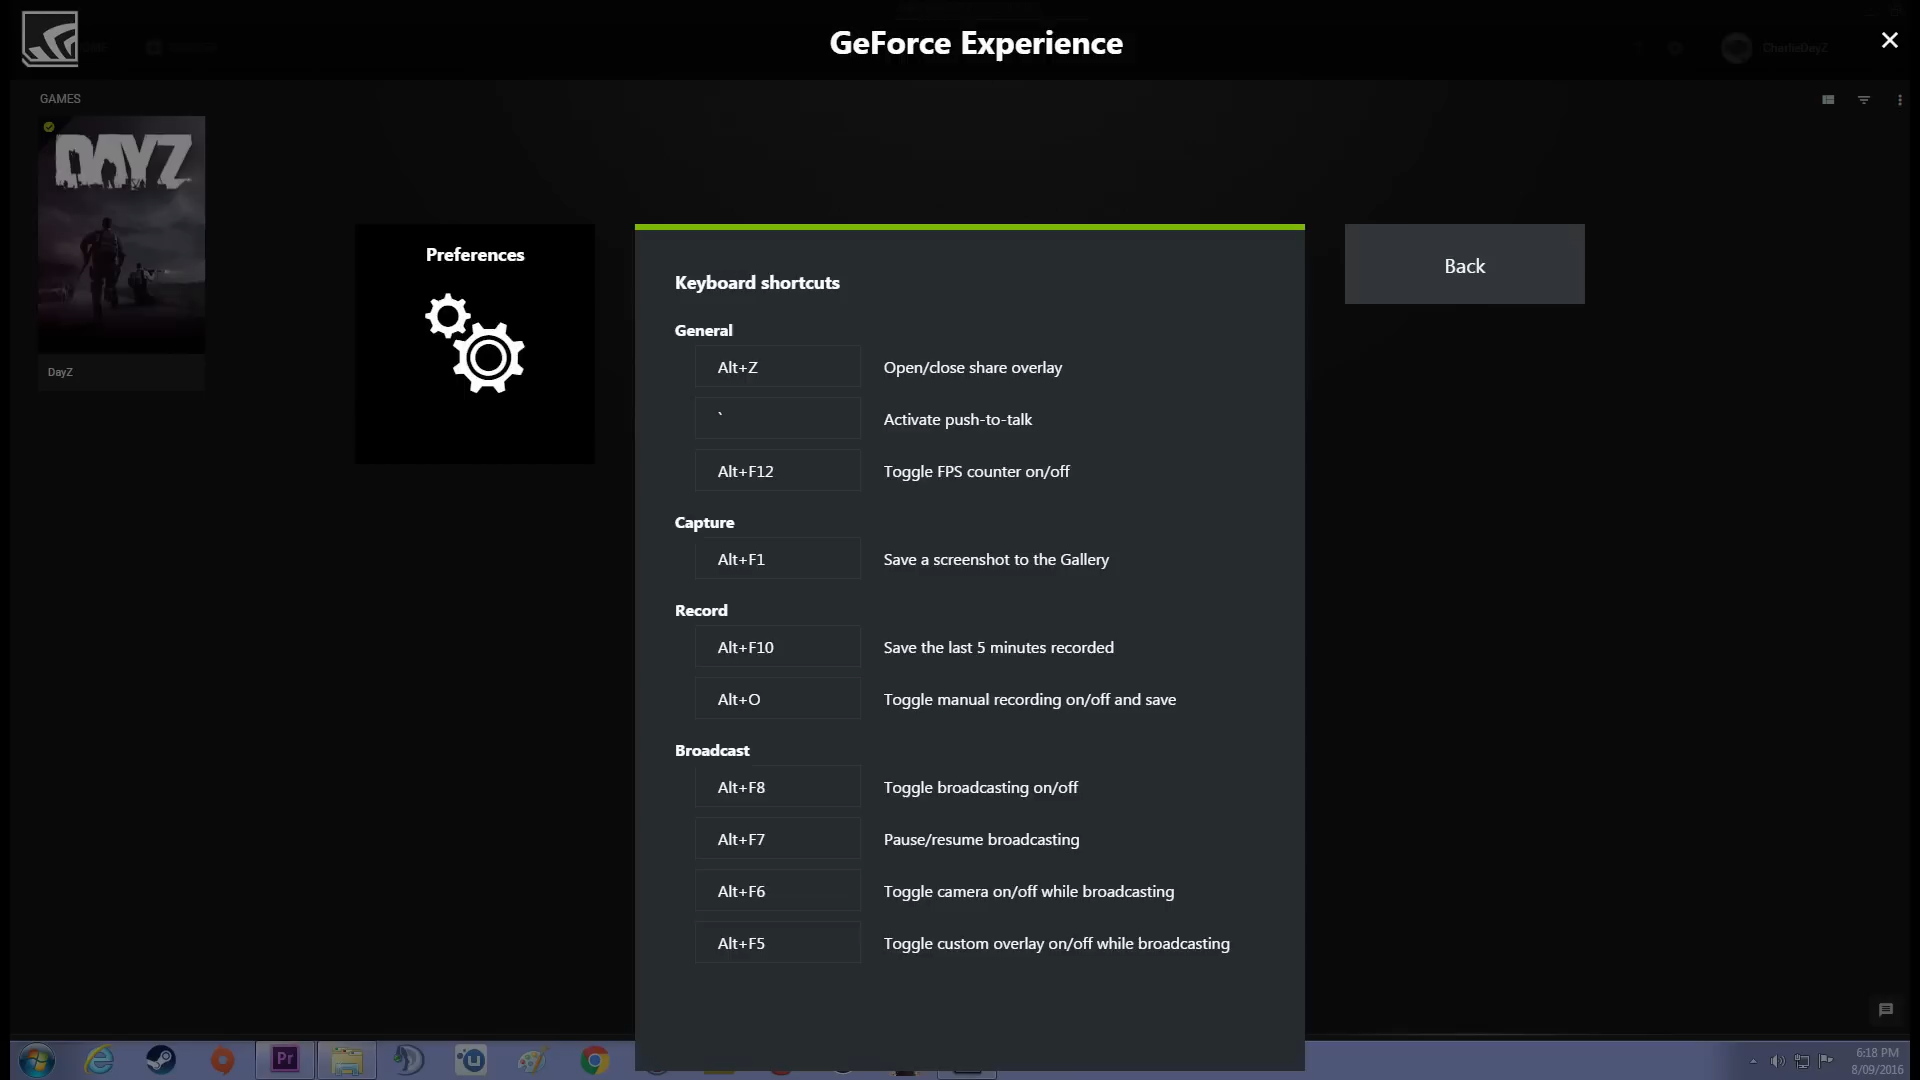 GeForce Experience
CharlieDayZ
GAMES
DAYZ
DayZ
Preferences
Back
Keyboard shortcuts
General
Alt+Z Open/close share overlay
` Activate push-to-talk
Alt+F12 Toggle FPS counter on/off
Capture
Alt+F1 Save a screenshot to the Gallery
Record
Alt+F10 Save the last 5 minutes recorded
Alt+O Toggle manual recording on/off and save
Broadcast
Alt+F8 Toggle broadcasting on/off
Alt+F7 Pause/resume broadcasting
Alt+F6 Toggle camera on/off while broadcasting
Alt+F5 Toggle custom overlay on/off while broadcasting
Pr
6:18 PM
8/09/2016